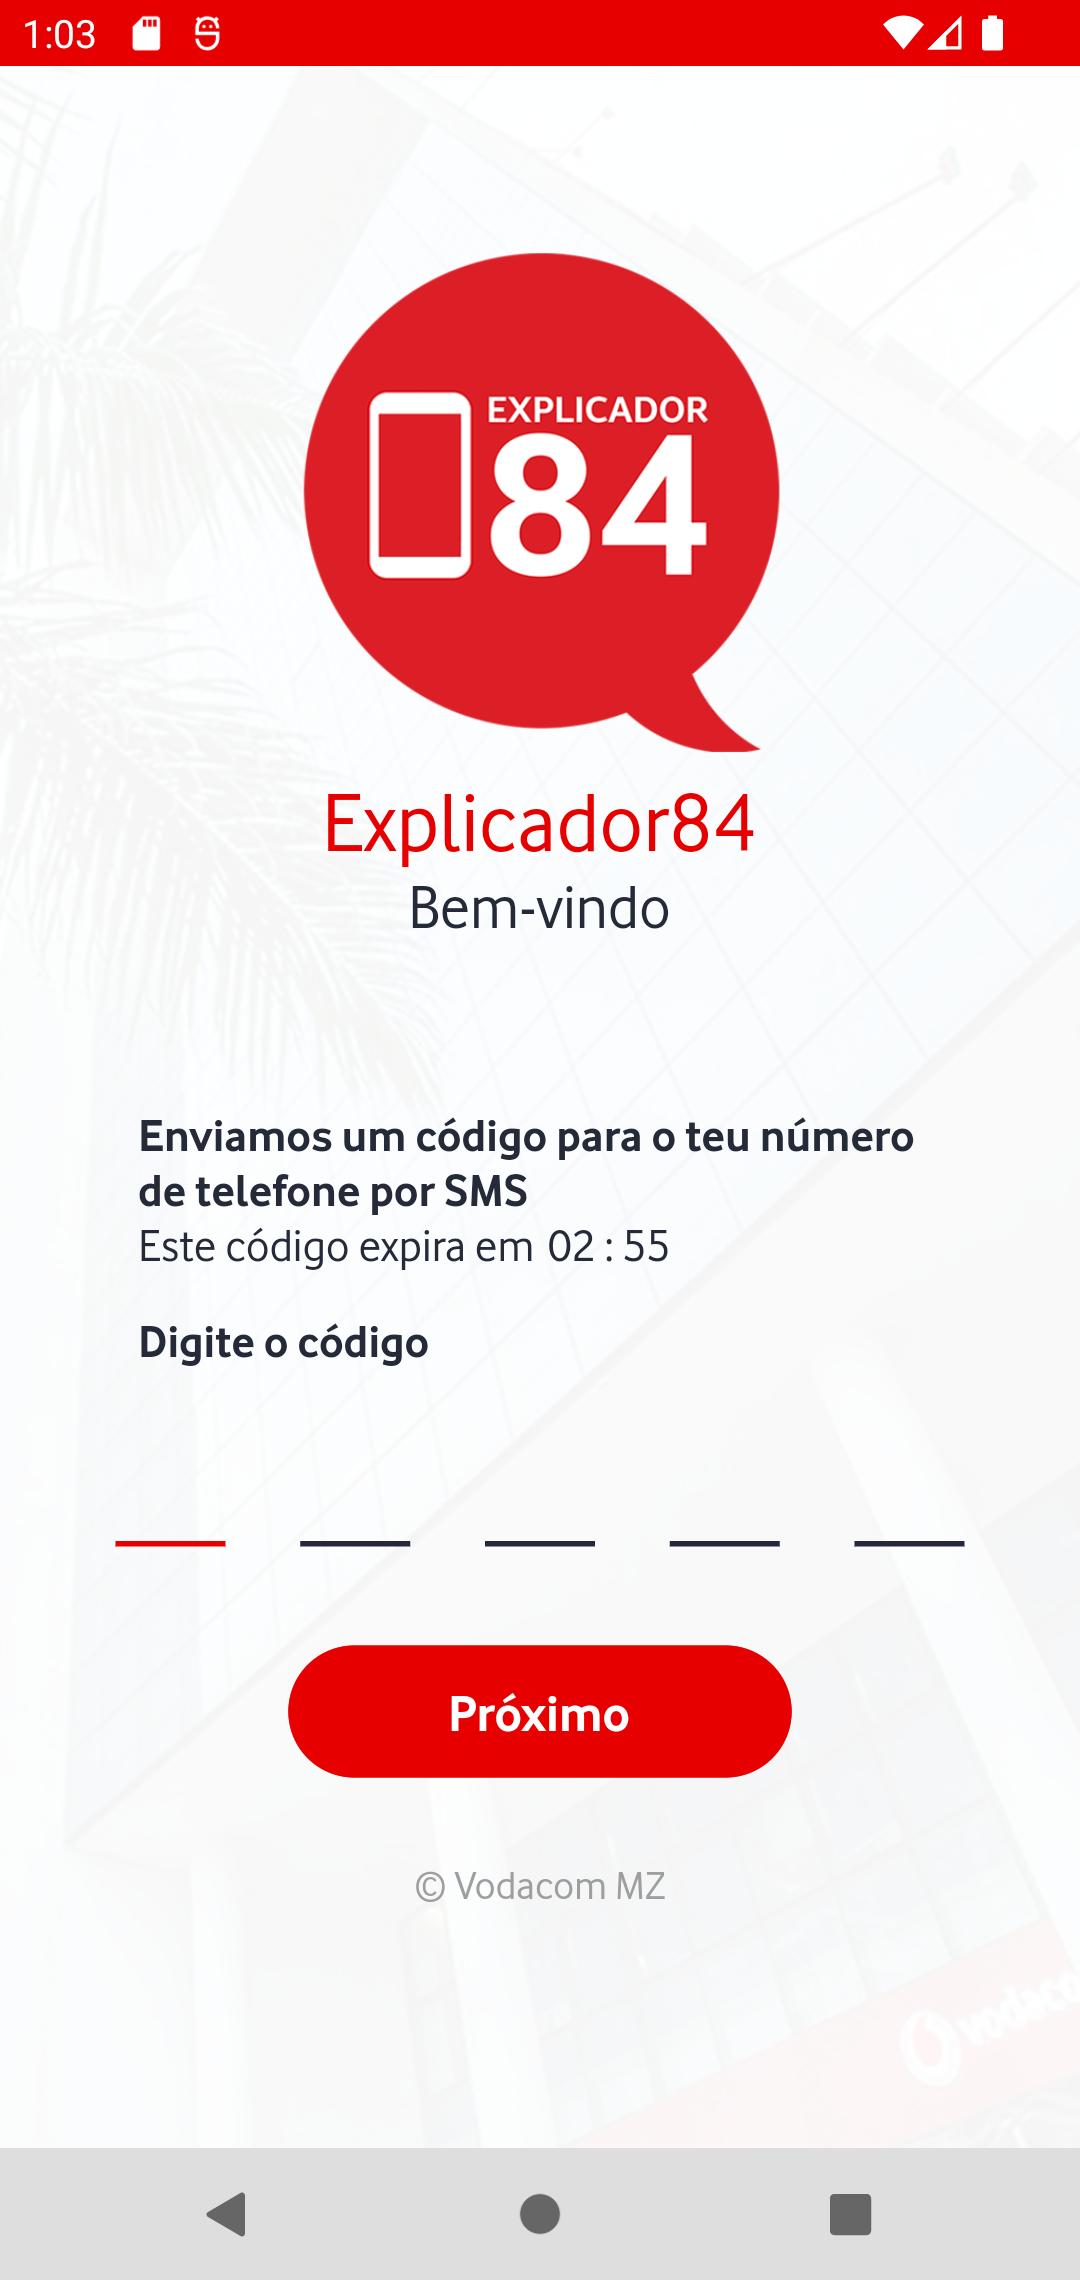 1:03
EXPLICADOR
84
Explicador84
Bem-vindo
Enviamos um código para o teu número
de telefone por SMS
Este código expira em 02 : 55
Digite o código
Próximo
© Vodacom MZ
vodaco